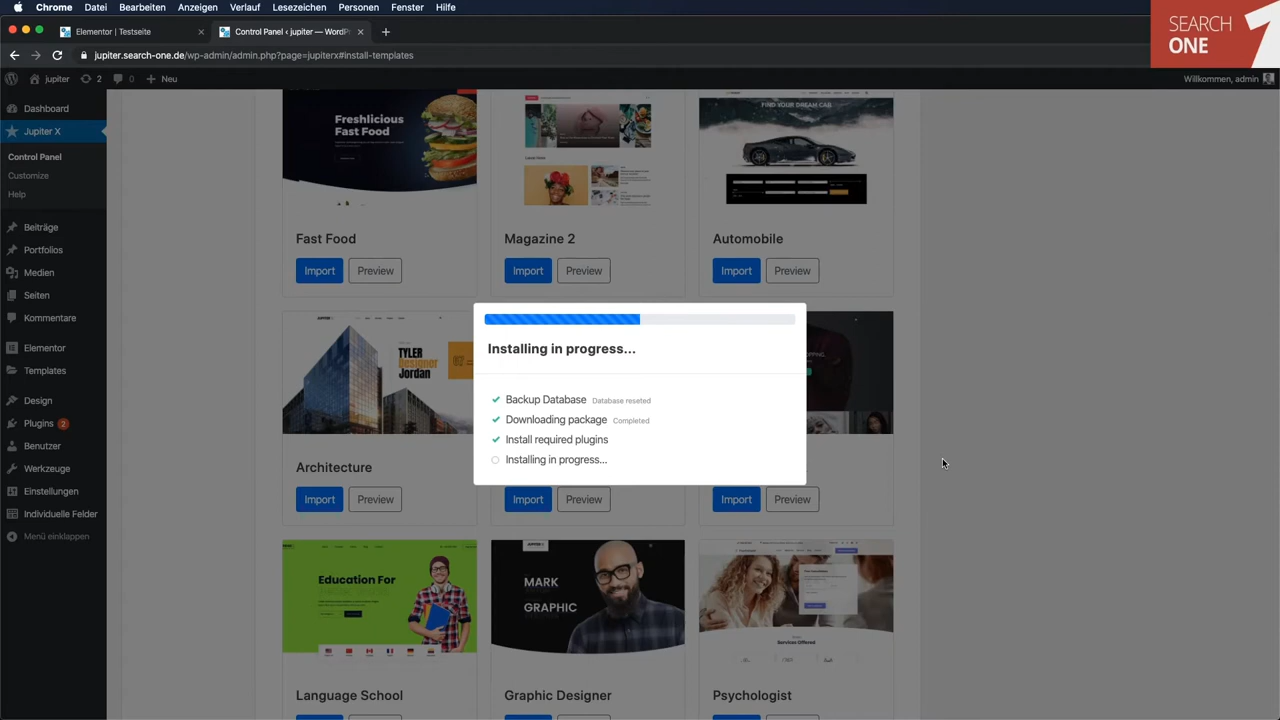 Chrome Datei Bearbeiten Anzeigen Verlauf Lesezeichen Personen Fenster Hilfe
SEARCH
ONE
Elementor | Testseite
Control Panel ‹ jupiter — WordP
jupiter.search-one.de/wp-admin/admin.php?page=jupiterx#install-templates
jupiter 2 0 Neu
Willkommen, admin
Dashboard
Jupiter X
Control Panel
Customize
Help
Beiträge
Portfolios
Medien
Seiten
Kommentare
Elementor
Templates
Design
Plugins 2
Benutzer
Werkzeuge
Einstellungen
Individuelle Felder
Menü einklappen
Freshlicious
Fast Food
FIND YOUR DREAM CAR
Fast Food
Magazine 2
Automobile
Import Preview
Import Preview
Import Preview
Installing in progress...
Backup Database Database reseted
Downloading package Completed
Install required plugins
Installing in progress...
TYLER
Designer
Jordan
Architecture
Import Preview
Import Preview
Import Preview
Education For
MARK
GRAPHIC
Services Offered
Language School
Graphic Designer
Psychologist